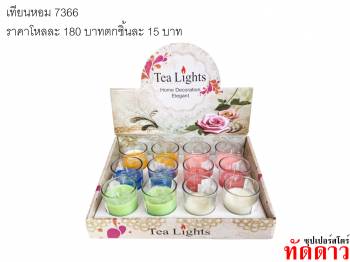 เทียนหอม 7366
ราคาโหลละ 180 บาทตกชิ้นละ 15 บาท
Tea Lights
Home Decoration
Elegant
Tea Lights
ซุปเปอร์สโตร์
ทัดดาว